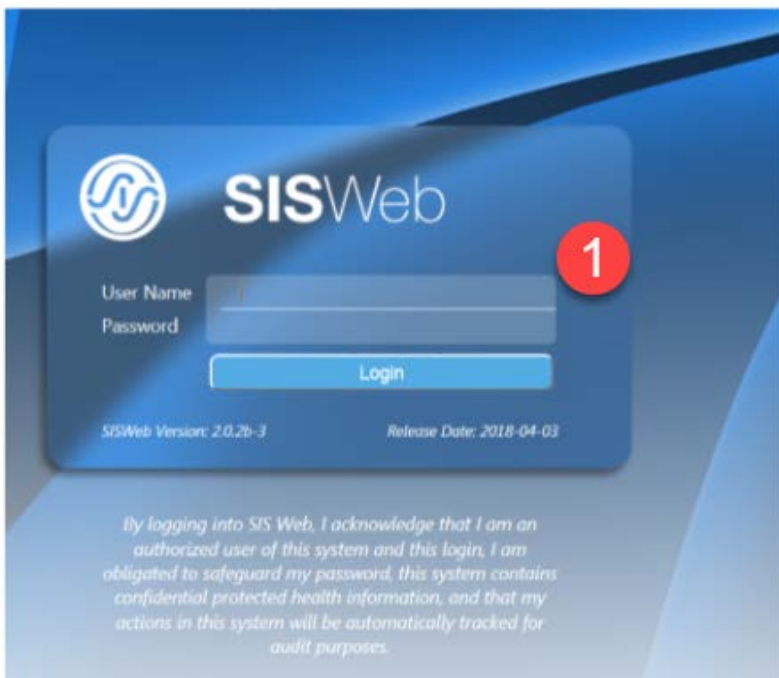 SISWeb
1
User Name
Password
Login
SISWeb Version: 2.0.2b-3 Release Date: 2018-04-03
By logging into SIS Web, I acknowledge that I am an
authorized user of this system and this login, I am
obligated to safeguard my password, this system contains
confidential protected health information, and that my
actions in this system will be automatically tracked for
audit purposes.